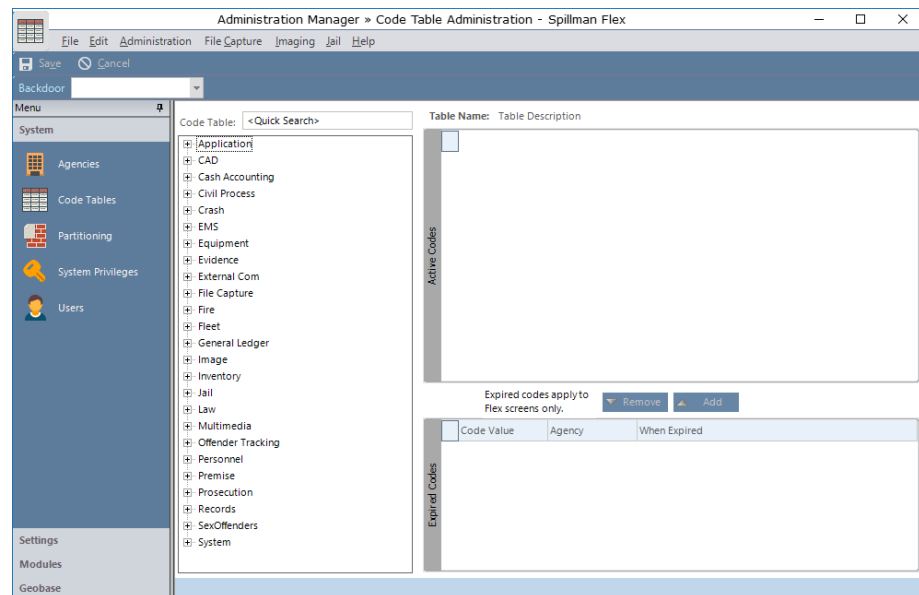 Administration Manager » Code Table Administration - Spillman Flex
File Edit Administration File Capture Imaging Jail Help
Save Cancel
Backdoor
Menu
System
Agencies
Code Tables
Partitioning
System Privileges
Users
Settings
Modules
Geobase
Code Table: <Quick Search>
Application
CAD
Cash Accounting
Civil Process
Crash
EMS
Equipment
Evidence
External Com
File Capture
Fire
Fleet
General Ledger
Image
Inventory
Jail
Law
Multimedia
Offender Tracking
Personnel
Premise
Prosecution
Records
SexOffenders
System
Table Name: Table Description
Active Codes
Expired codes apply to
Flex screens only.
Remove Add
Code Value Agency When Expired
Expired Codes